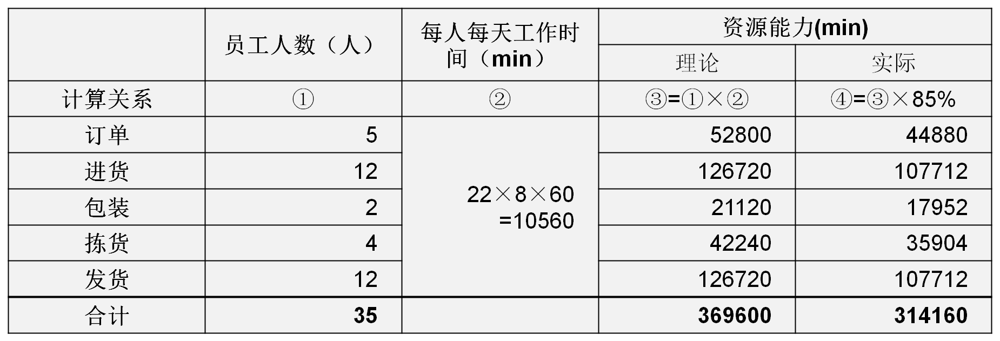 员工人数（人）
每人每天工作时
间（min）
资源能力(min)
理论
实际
计算关系
①
②
③=①×②
④=③×85%
订单
5
22×8×60
=10560
52800
44880
进货
12
126720
107712
包装
2
21120
17952
拣货
4
42240
35904
发货
12
126720
107712
合计
35
369600
314160